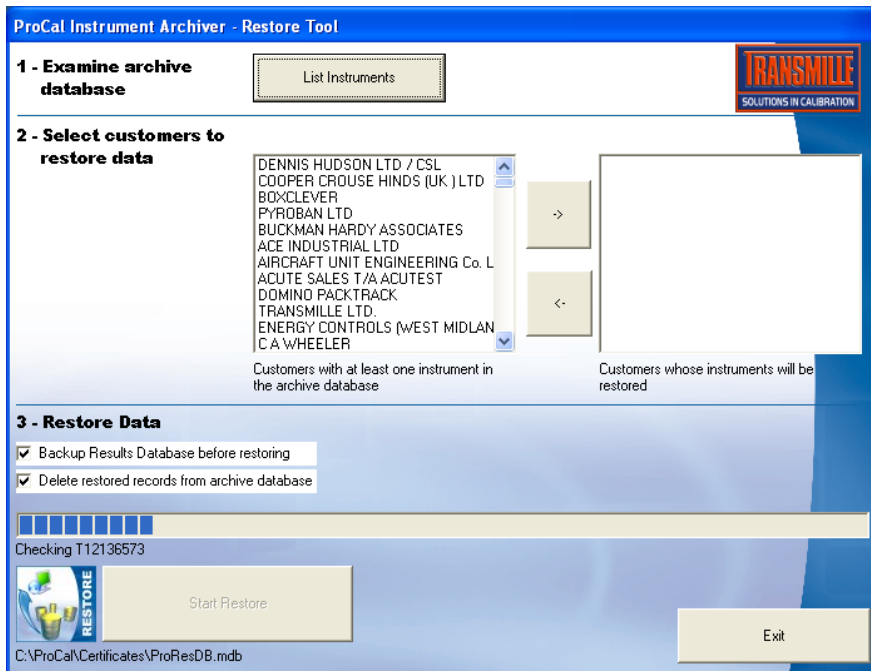 ProCal Instrument Archiver - Restore Tool
1 - Examine archive
database
List Instruments
TRANSMILLE
SOLUTIONS IN CALIBRATION
2 - Select customers to
restore data
DENNIS HUDSON LTD / CSL
COOPER CROUSE HINDS (UK ) LTD
BOXCLEVER
PYROBAN LTD
BUCKMAN HARDY ASSOCIATES
ACE INDUSTRIAL LTD
AIRCRAFT UNIT ENGINEERING Co. L
ACUTE SALES T/A ACUTEST
DOMINO PACKTRACK
TRANSMILLE LTD.
ENERGY CONTROLS (WEST MIDLAN
C A WHEELER
->
<-
Customers with at least one instrument in
the archive database
Customers whose instruments will be
restored
3 - Restore Data
Backup Results Database before restoring
Delete restored records from archive database
Checking T12136573
RESTORE
Start Restore
Exit
C:\ProCal\Certificates\ProResDB.mdb